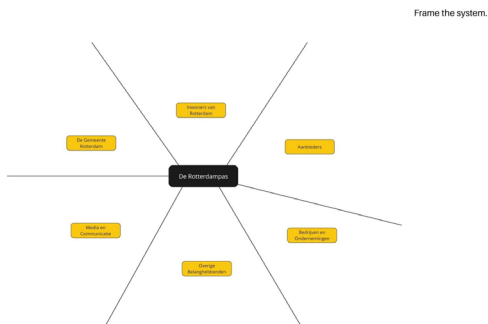 Frame the system.
Inwoners van
Rotterdam
De Gemeente
Rotterdam
Aanbieders
De Rotterdampas
Media en
Communicatie
Bedrijven en
Ondernemingen
Overige
Belanghebbenden